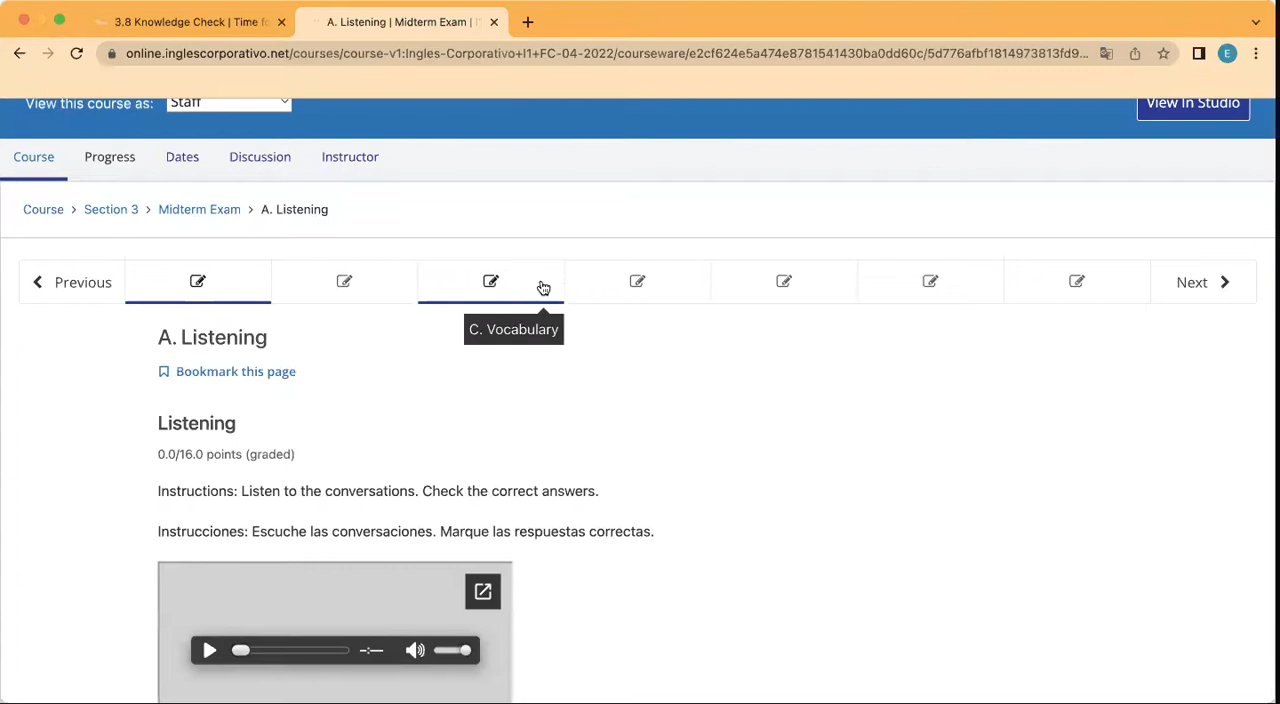 3.8 Knowledge Check | Time fo
A. Listening | Midterm Exam | I
online.inglescorporativo.net/courses/course-v1:Ingles-Corporativo+I1+FC-04-2022/courseware/e2cf624e5a474e8781541430ba0dd60c/5d776afbf1814973813fd9...
E
View this course as:
Staff
View In Studio
Course
Progress
Dates
Discussion
Instructor
Course > Section 3 > Midterm Exam > A. Listening
Previous
Next
C. Vocabulary
A. Listening
Bookmark this page
Listening
0.0/16.0 points (graded)
Instructions: Listen to the conversations. Check the correct answers.
Instrucciones: Escuche las conversaciones. Marque las respuestas correctas.
-:--